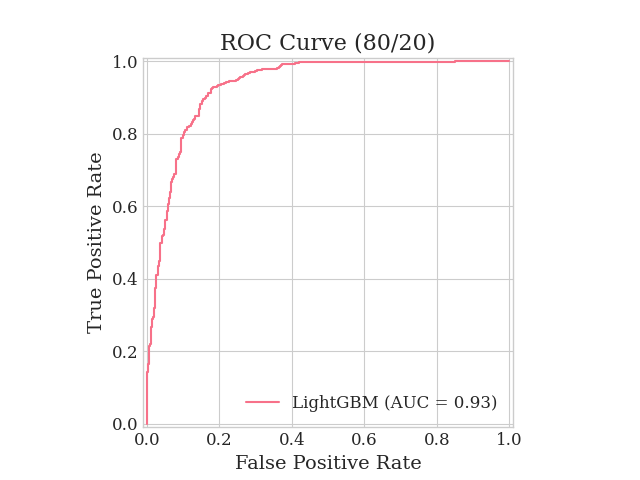 ROC Curve (80/20)
1.0
0.8
0.6
0.4
0.2
0.0
True Positive Rate
LightGBM (AUC = 0.93)
0.0 0.2 0.4 0.6 0.8 1.0
False Positive Rate